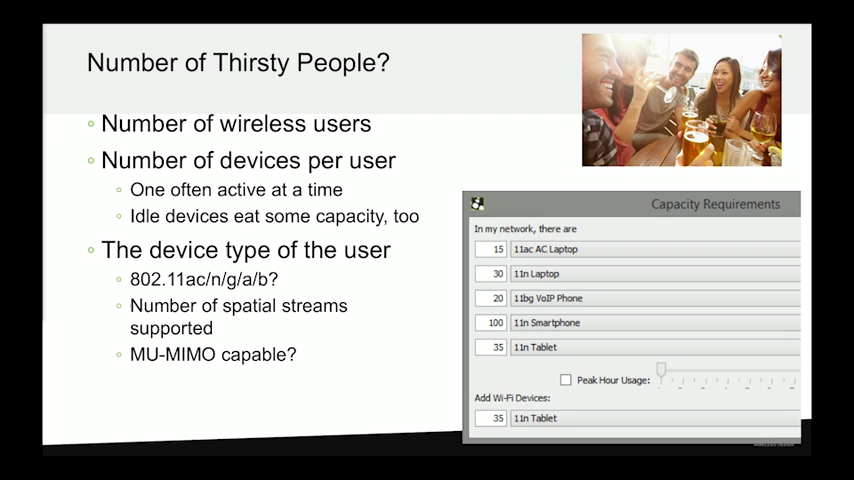 Number of Thirsty People?
◦ Number of wireless users
◦ Number of devices per user
◦ One often active at a time
◦ Idle devices eat some capacity, too
◦ The device type of the user
◦ 802.11ac/n/g/a/b?
◦ Number of spatial streams
supported
◦ MU-MIMO capable?
Capacity Requirements
In my network, there are
15 11ac AC Laptop
30 11n Laptop
20 11bg VoIP Phone
100 11n Smartphone
35 11n Tablet
Peak Hour Usage:
Add Wi-Fi Devices:
35 11n Tablet